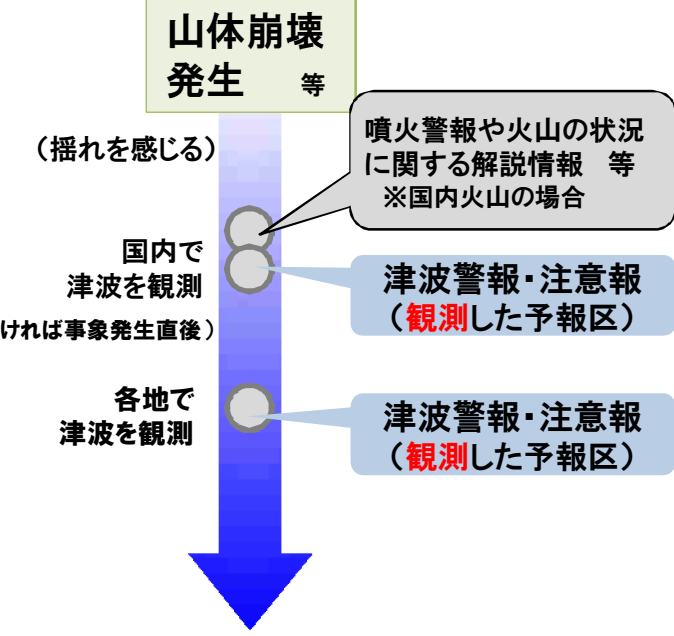 山体崩壊
発生　等
（揺れを感じる）
噴火警報や火山の状況
に関する解説情報　等
※国内火山の場合
国内で
津波を観測
ければ事象発生直後）
津波警報・注意報
（観測した予報区）
各地で
津波を観測
津波警報・注意報
（観測した予報区）